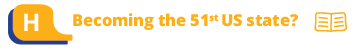 H Becoming the 51st US state?